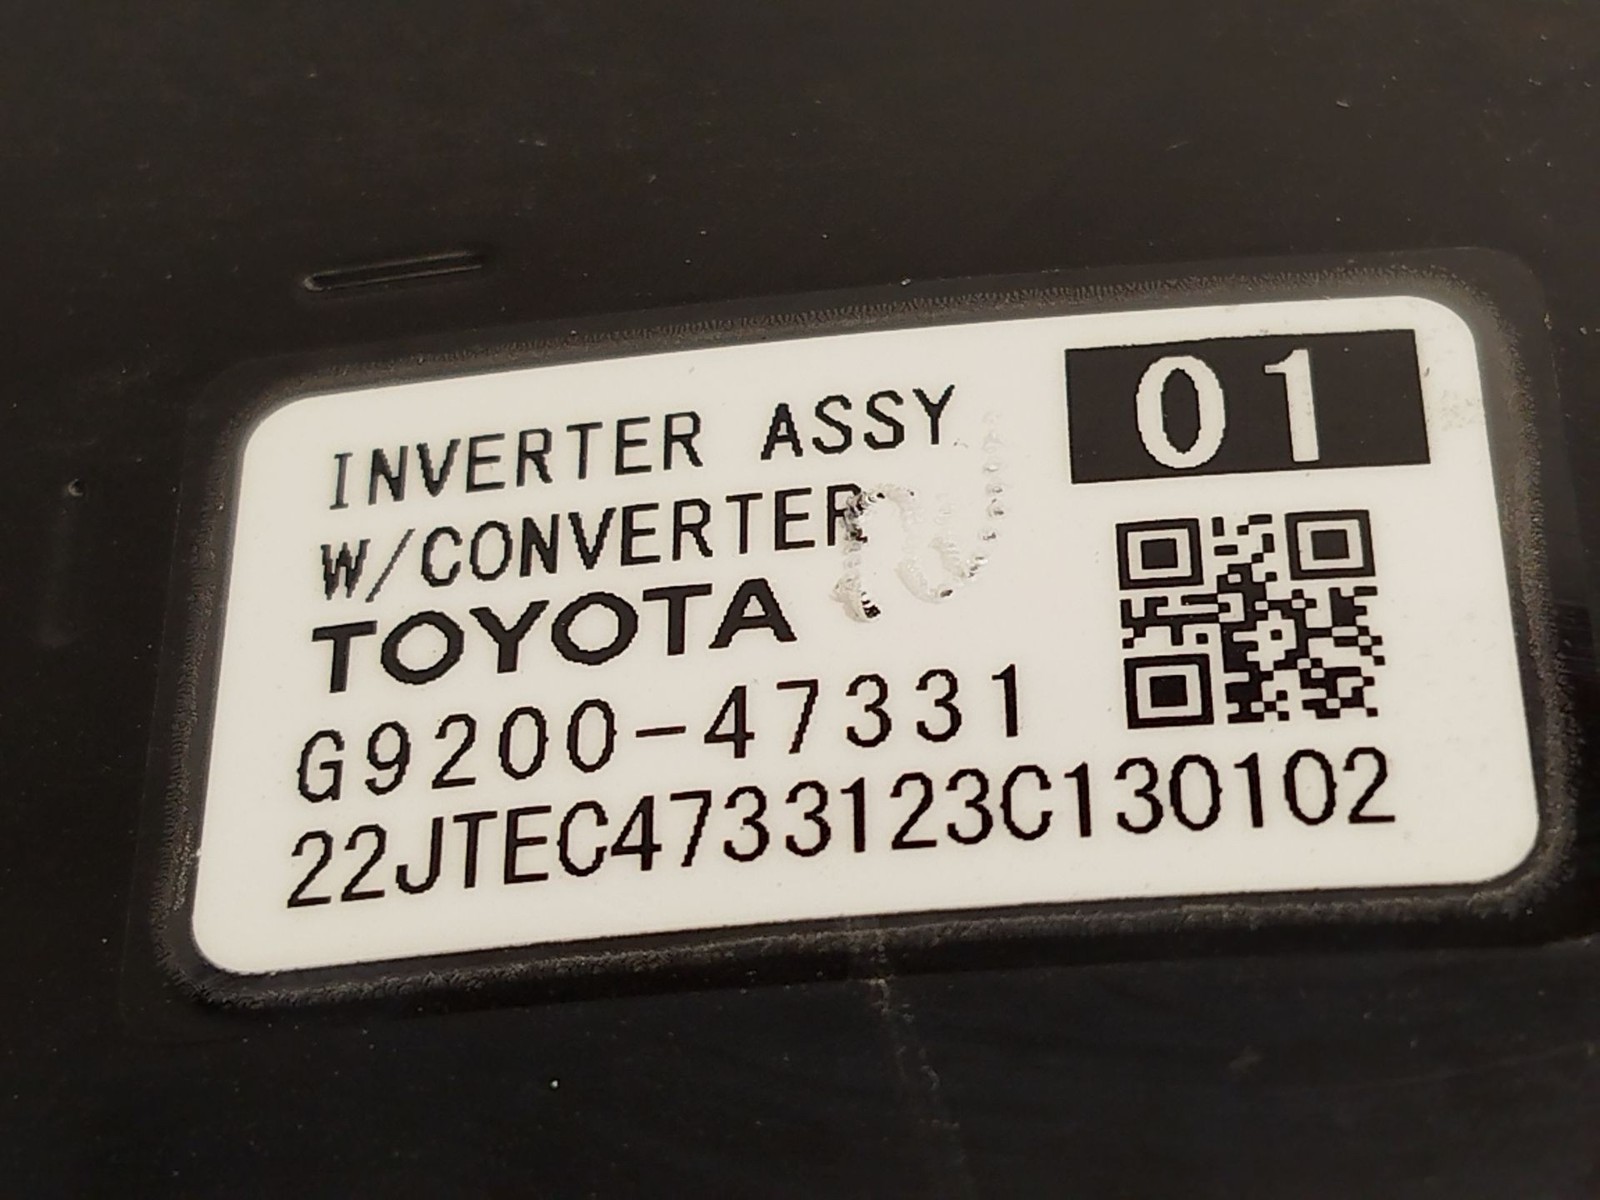 01
INVERTER ASSY
W/CONVERTER
TOYOTA
G9200-47331
22JTEC4733123C130102